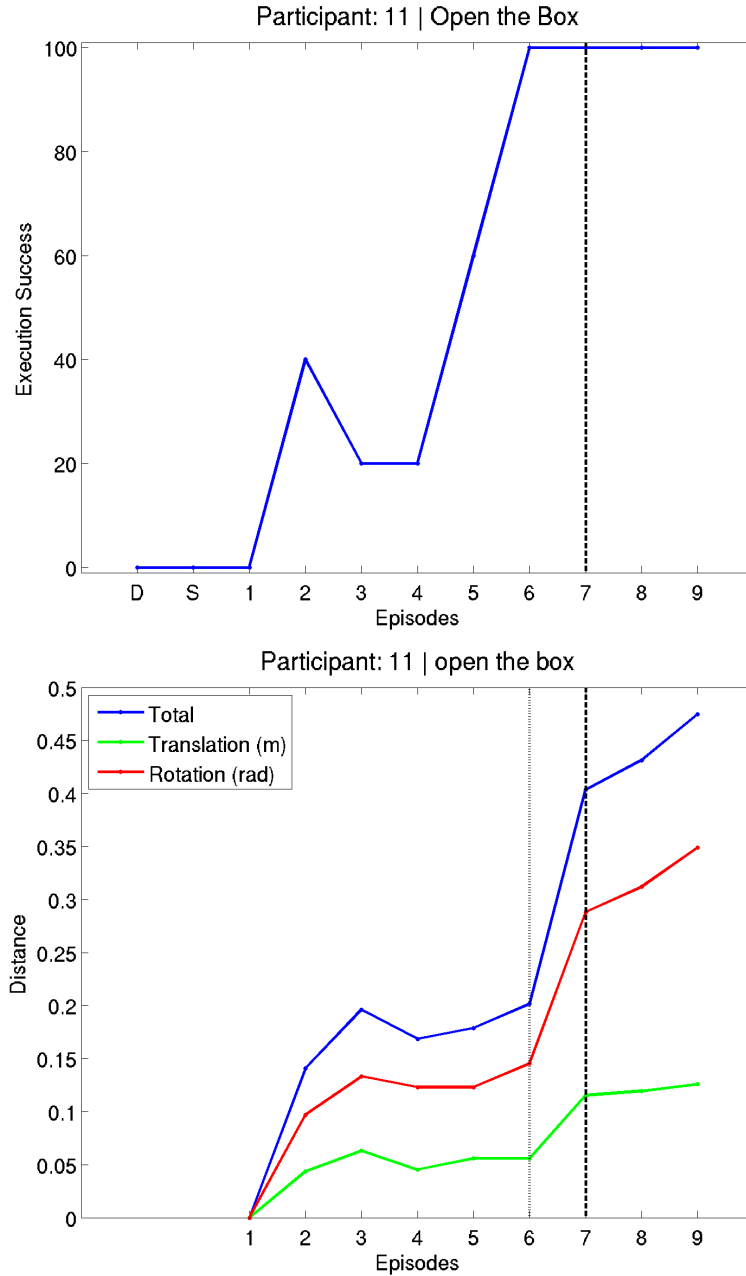 Participant: 11 | Open the Box
100
80
60
40
20
0
Execution Success
D S 1 2 3 4 5 6 7 8 9
Episodes
Participant: 11 | open the box
0.5
0.45
0.4
0.35
0.3
0.25
0.2
0.15
0.1
0.05
0
Distance
Total
Translation (m)
Rotation (rad)
1 2 3 4 5 6 7 8 9
Episodes